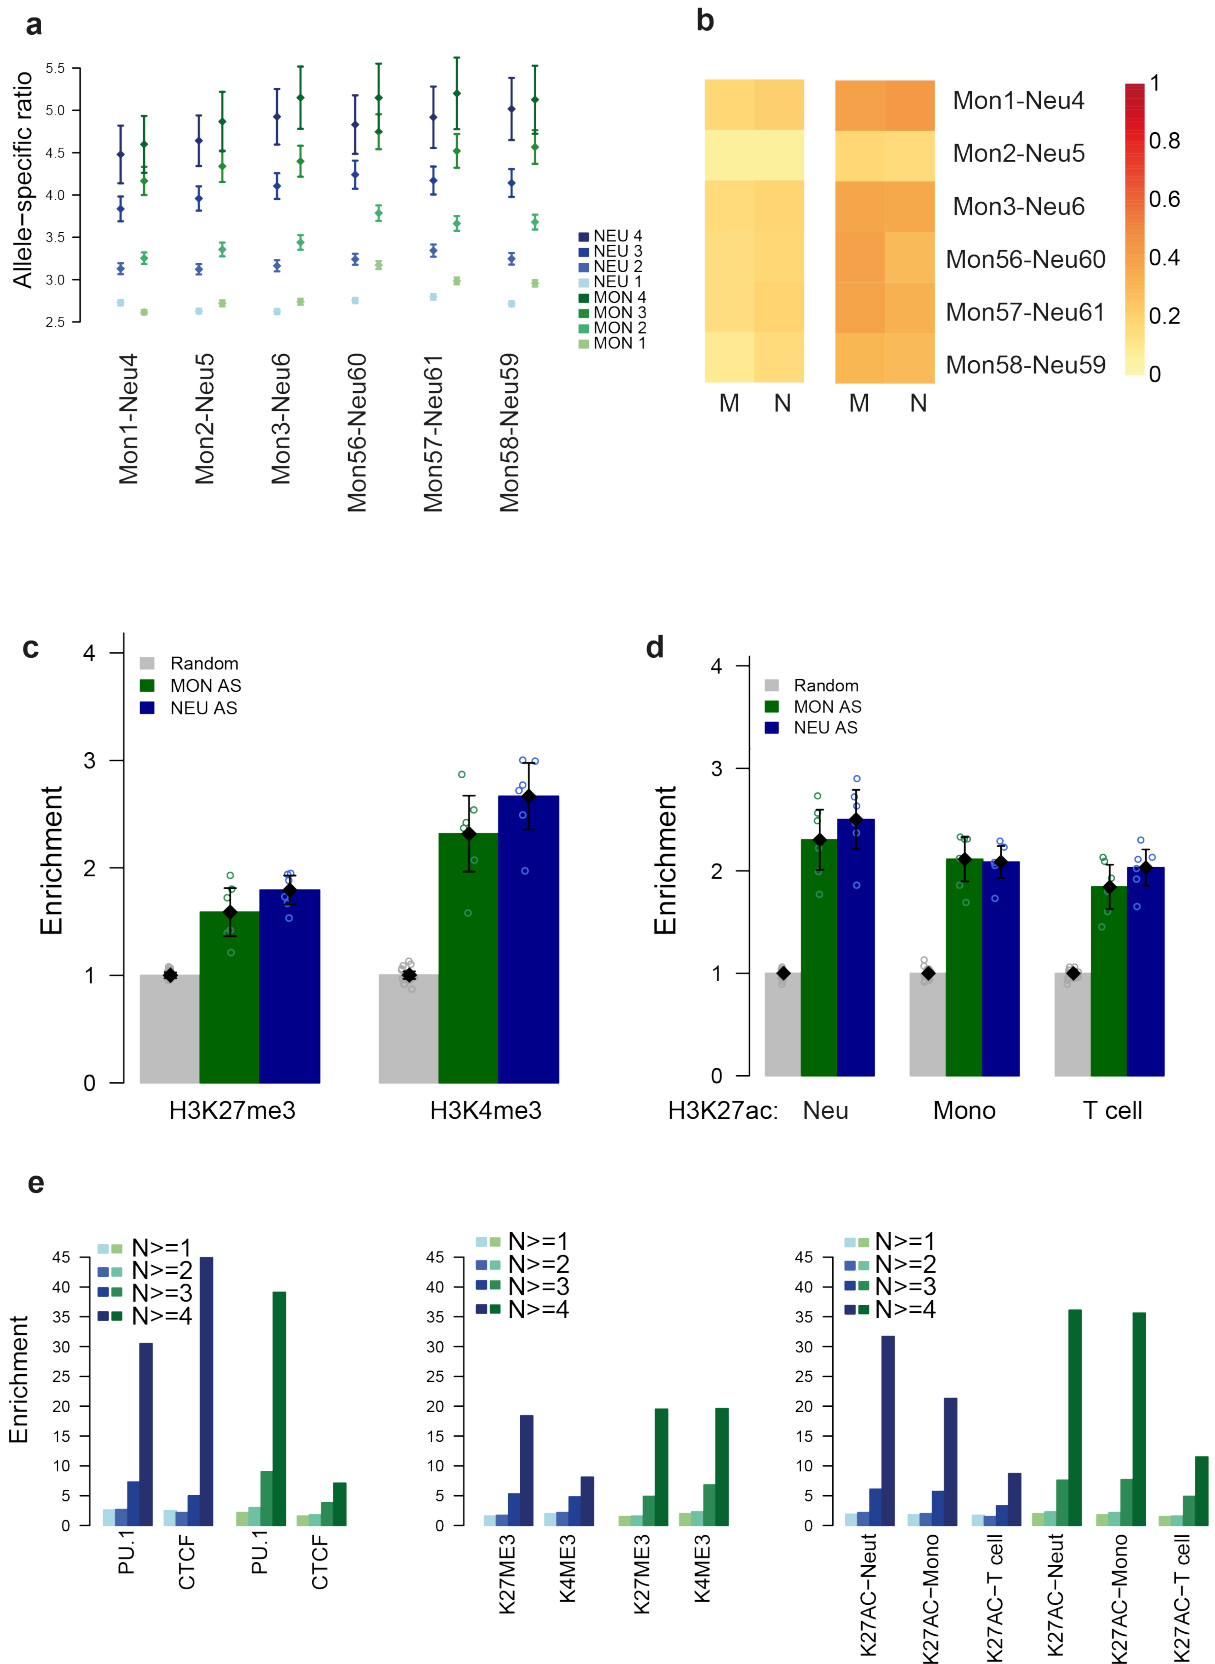 a
Allele−specific ratio
5.5
5.0
4.5
4.0
3.5
3.0
2.5
Mon1-Neu4
Mon2-Neu5
Mon3-Neu6
Mon56-Neu60
Mon57-Neu61
Mon58-Neu59
NEU 4
NEU 3
NEU 2
NEU 1
MON 4
MON 3
MON 2
MON 1
b
Mon1-Neu4
Mon2-Neu5
Mon3-Neu6
Mon56-Neu60
Mon57-Neu61
Mon58-Neu59
M N M N
1
0.8
0.6
0.4
0.2
0
c
Enrichment
4
3
2
1
0
Random
MON AS
NEU AS
H3K27me3 H3K4me3
d
Enrichment
4
3
2
1
0
Random
MON AS
NEU AS
H3K27ac: Neu Mono T cell
e
Enrichment
45
40
35
30
25
20
15
10
5
0
N>=1
N>=2
N>=3
N>=4
PU.1
CTCF
PU.1
CTCF
45
40
35
30
25
20
15
10
5
0
N>=1
N>=2
N>=3
N>=4
K27ME3
K4ME3
K27ME3
K4ME3
45
40
35
30
25
20
15
10
5
0
N>=1
N>=2
N>=3
N>=4
K27AC−Neut
K27AC−Mono
K27AC−T cell
K27AC−Neut
K27AC−Mono
K27AC−T cell